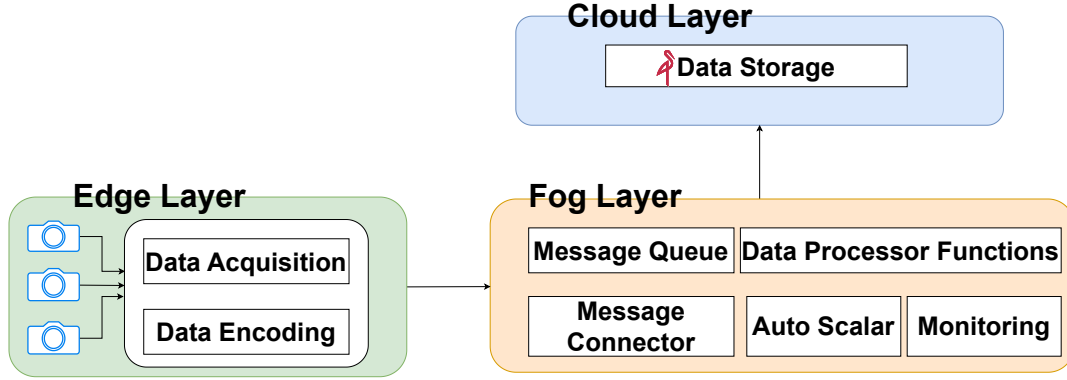 Cloud Layer
Data Storage
Edge Layer
Data Acquisition
Data Encoding
Fog Layer
Message Queue
Data Processor Functions
Message
Connector
Auto Scalar
Monitoring